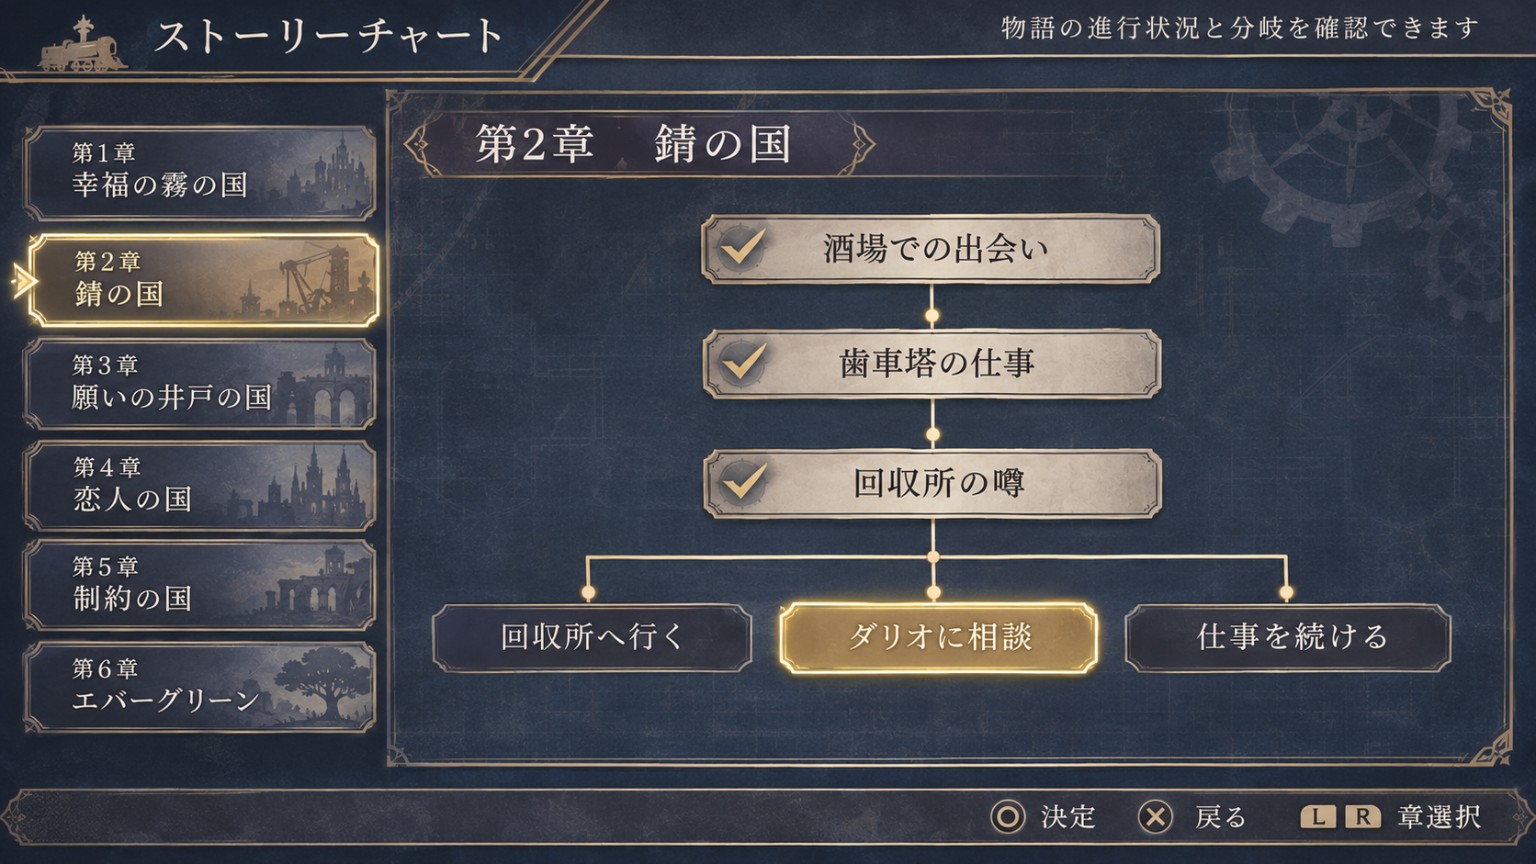 ストーリーチャート
物語の進行状況と分岐を確認できます
第1章
幸福の霧の国
第2章
錆の国
第3章
願いの井戸の国
第4章
恋人の国
第5章
制約の国
第6章
エバーグリーン
第2章　錆の国
酒場での出会い
歯車塔の仕事
回収所の噂
回収所へ行く
ダリオに相談
仕事を続ける
決定
戻る
L R 章選択